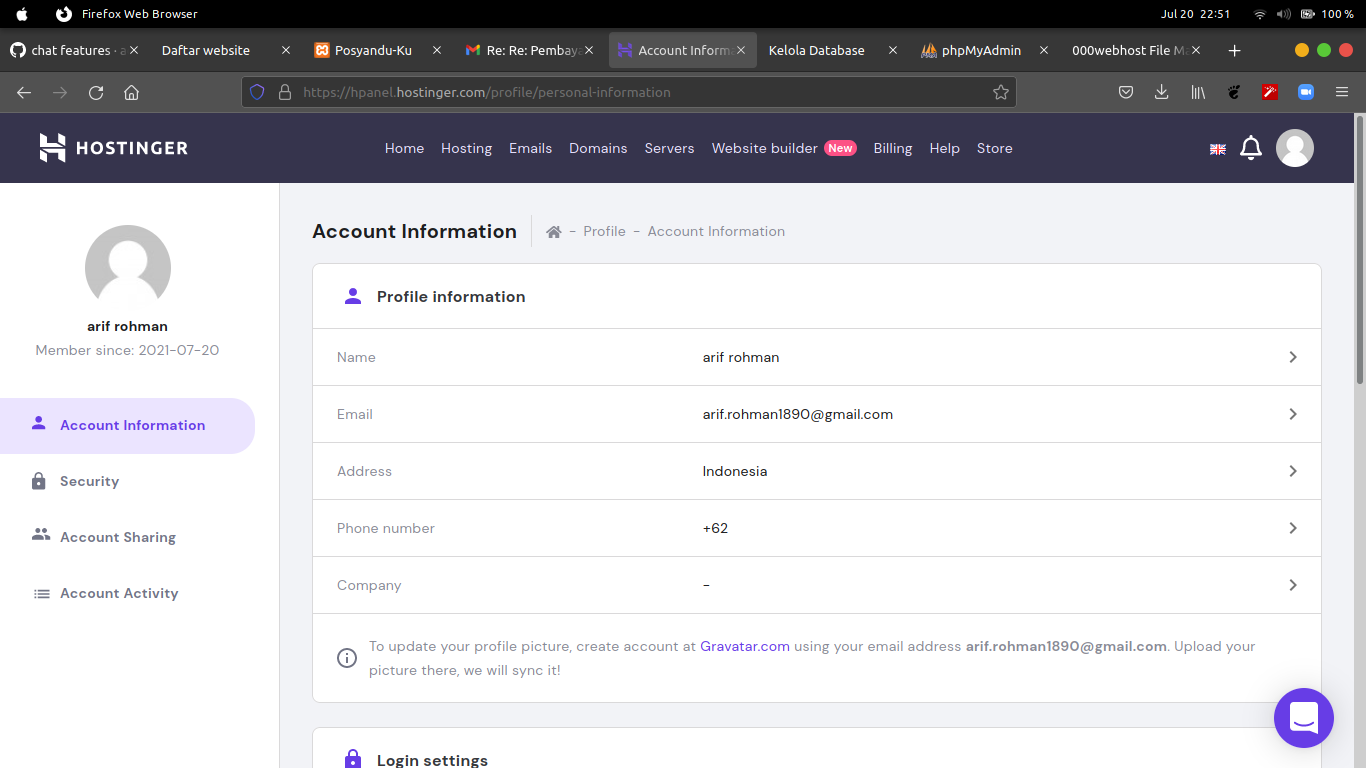 Firefox Web Browser
Jul 20 22:51
100 %
chat features · a
Daftar website
Posyandu-Ku
Re: Re: Pembaya
Account Inform
Kelola Database
phpMyAdmin
000webhost File Ma
https://hpanel.hostinger.com/profile/personal-information
HOSTINGER
Home Hosting Emails Domains Servers Website builder New Billing Help Store
arif rohman
Member since: 2021-07-20
Account Information
Security
Account Sharing
Account Activity
Account Information
- Profile - Account Information
Profile information
Name arif rohman
Email arif.rohman1890@gmail.com
Address Indonesia
Phone number +62
Company -
To update your profile picture, create account at Gravatar.com using your email address arif.rohman1890@gmail.com. Upload your
picture there, we will sync it!
Login settings